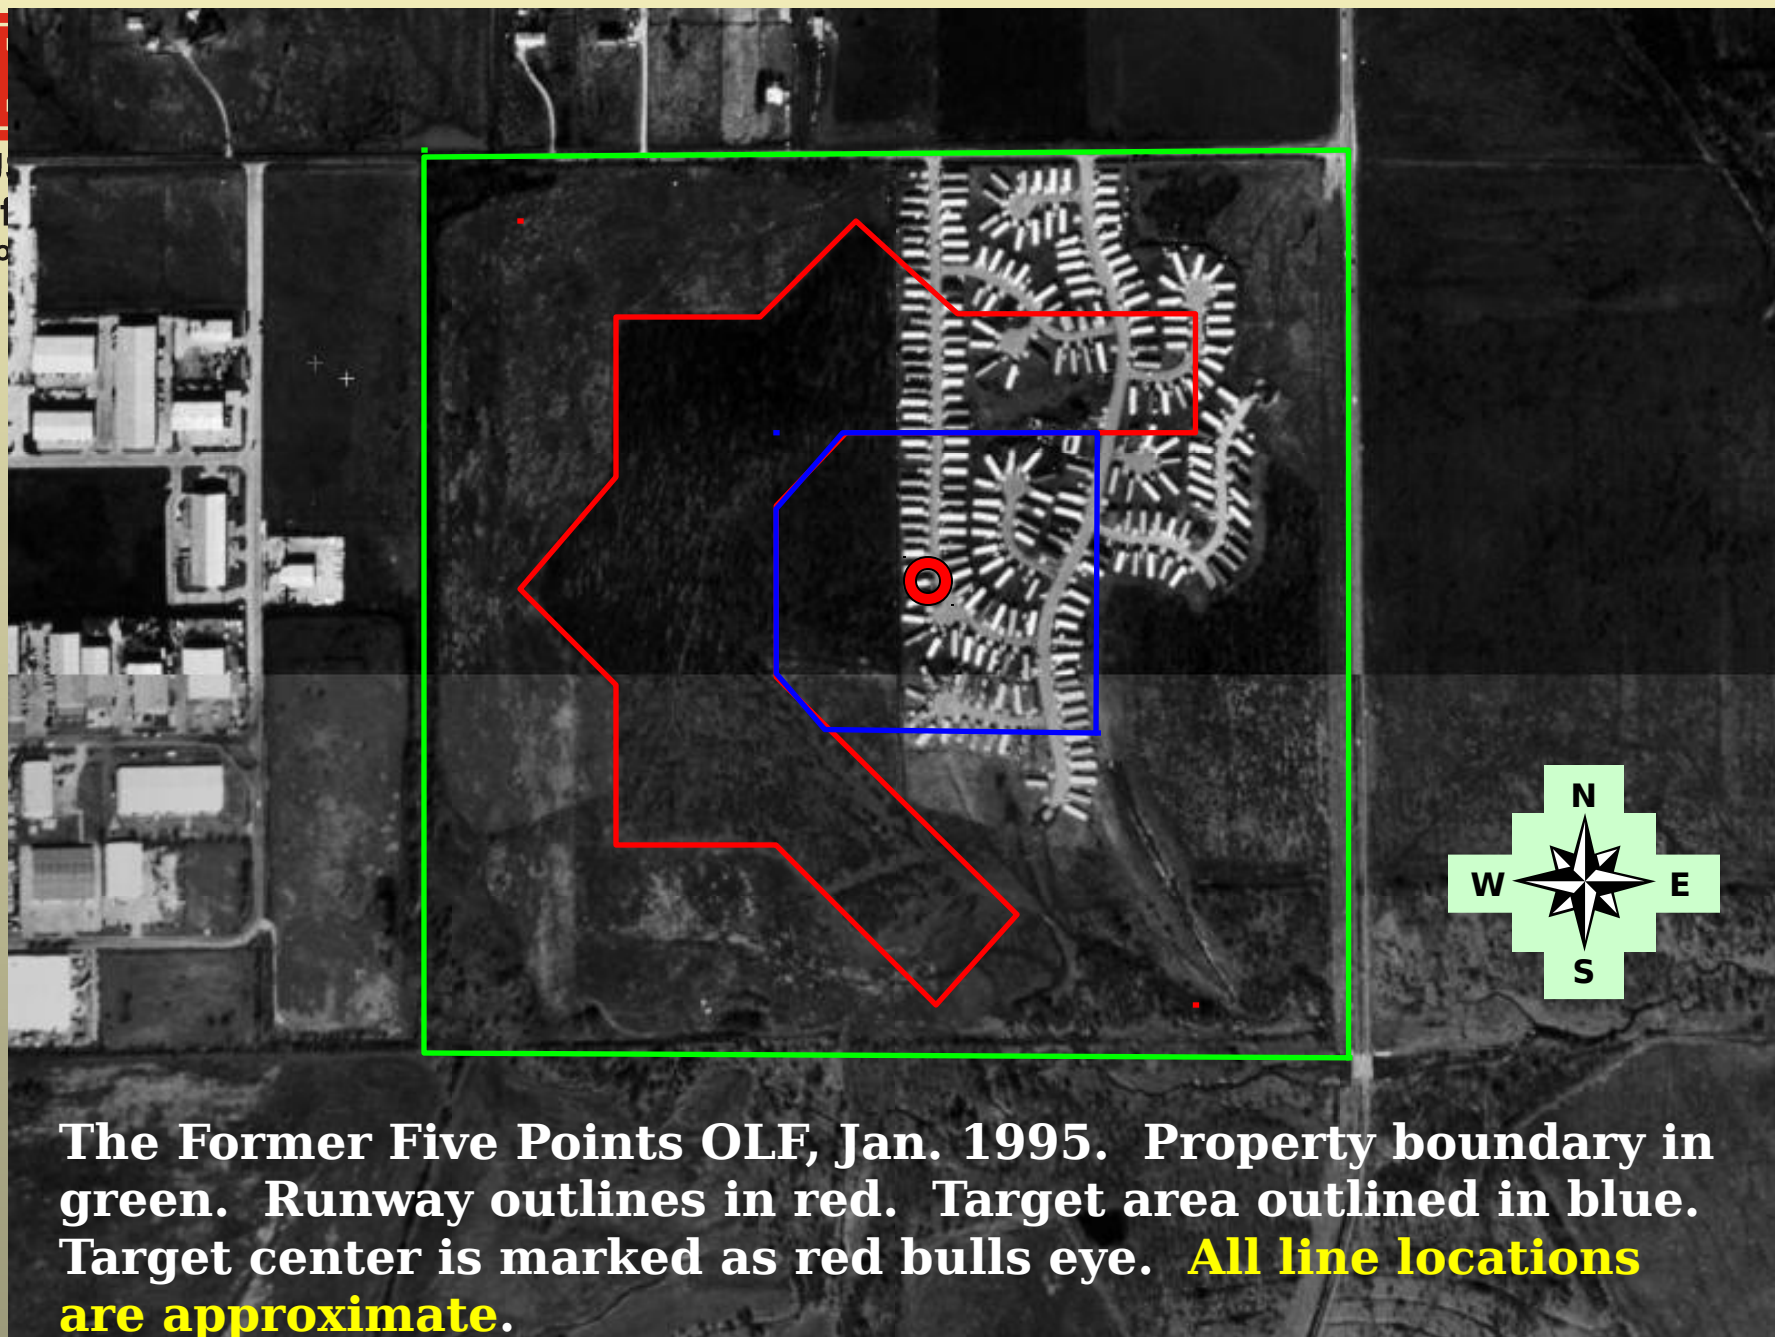 N
W E
S
The Former Five Points OLF, Jan. 1995. Property boundary in
green. Runway outlines in red. Target area outlined in blue.
Target center is marked as red bulls eye. All line locations
are approximate.